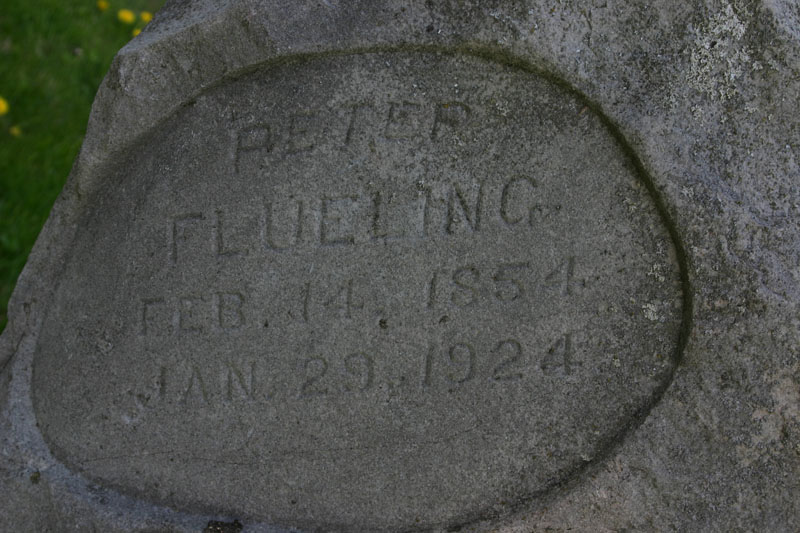 PETER
FLUELING
FEB. 14, 1854
JAN. 29, 1924